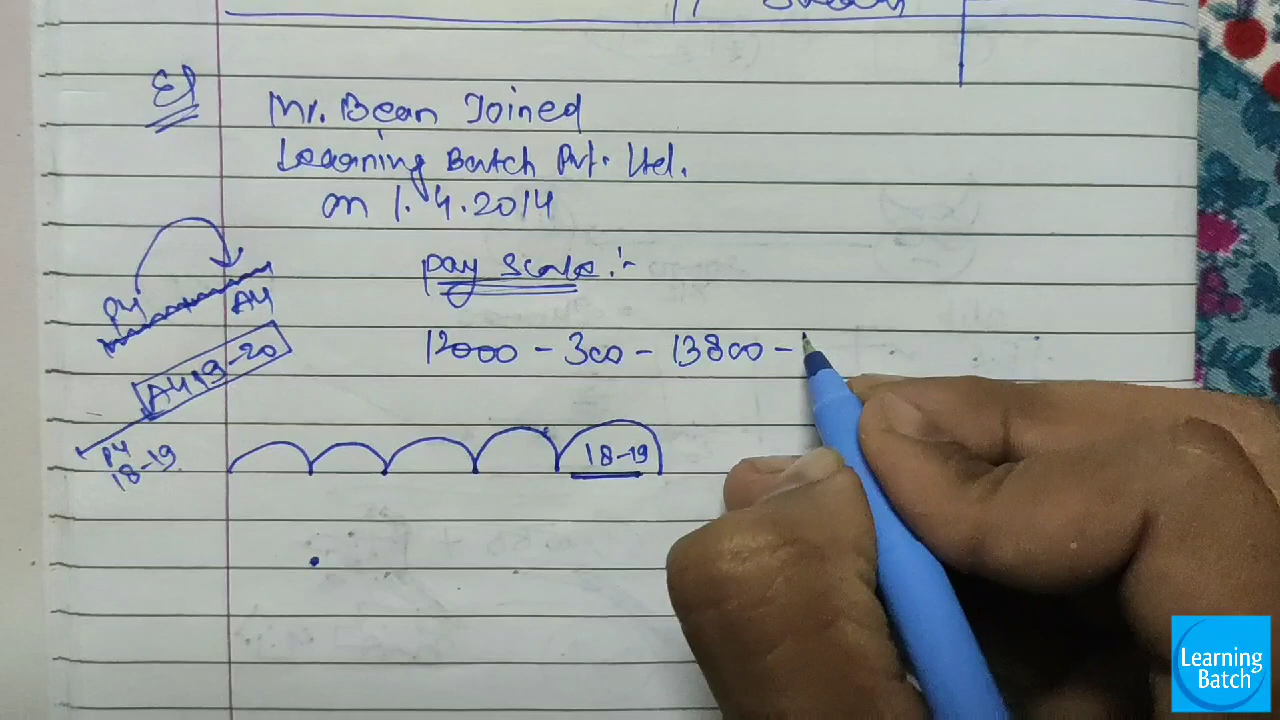 Eg
Mr. Bean Joined
Learning Batch Pvt. Ltd.
on 1.4.2014
Pay Scale :-
PY
AY
12000 - 300 - 13800 -
AY 19-20
PY
18-19
18-19
Learning
Batch